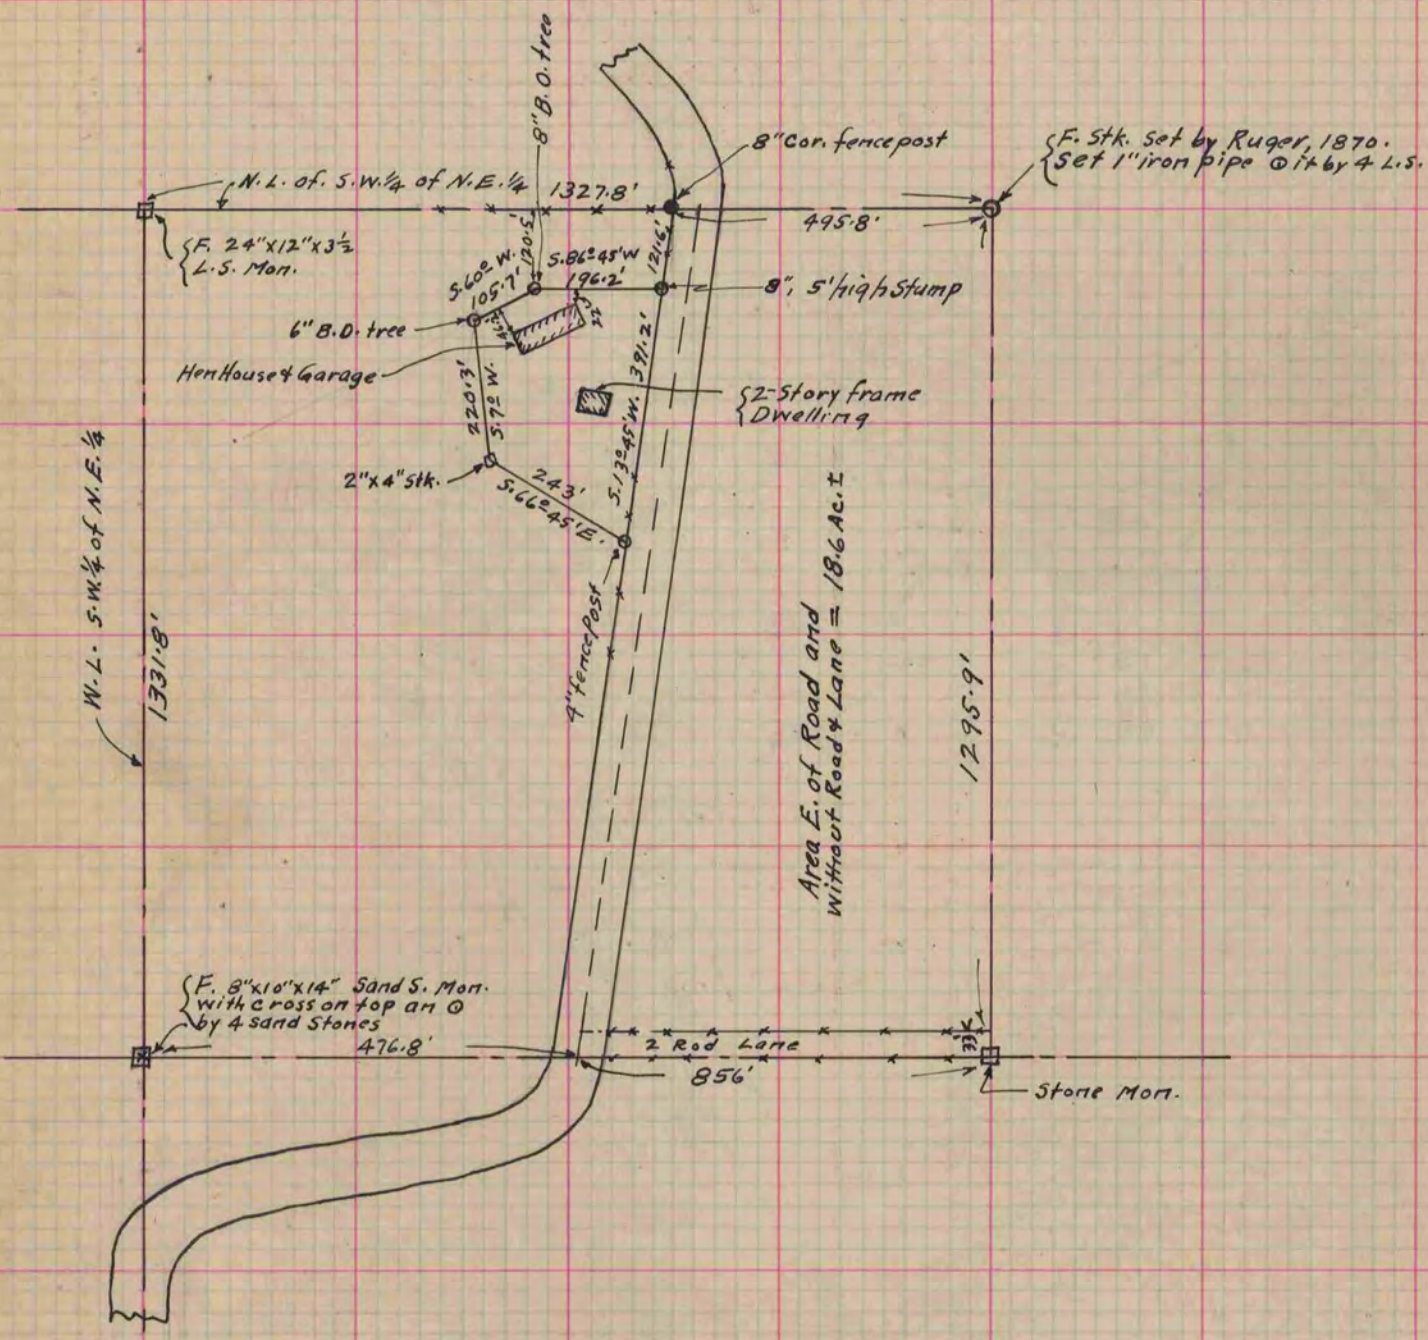 8" B.O. tree
8" Cor. fencepost
F. Stk. Set by Ruger, 1870.
Set 1" iron pipe ⊙ it by 4 L.S.
N.L. of S.W.¼ of N.E.¼
1327.8'
495.8'
F. 24"x12"x3½
L.S. Mon.
120.5'
121.6'
S.60° W.
105.7'
S.86°45'W
196.2'
8", 5' high Stump
6" B.O. tree
22'
Hen House & Garage
2-Story frame
Dwelling
220.3'
S.7° W.
S.13°45'W. 391.2'
2"x4" Stk.
243'
S.66°45'E.
4" fencepost
W.L. S.W.¼ of N.E.¼
1331.8'
Area E. of Road and
without Road & Lane = 18.6 Ac.±
1295.9'
F. 8"x10"x14" Sand S. Mon.
with cross on top an ⊙
by 4 sand Stones
476.8'
2 Rod Lane
33'
856'
Stone Mon.